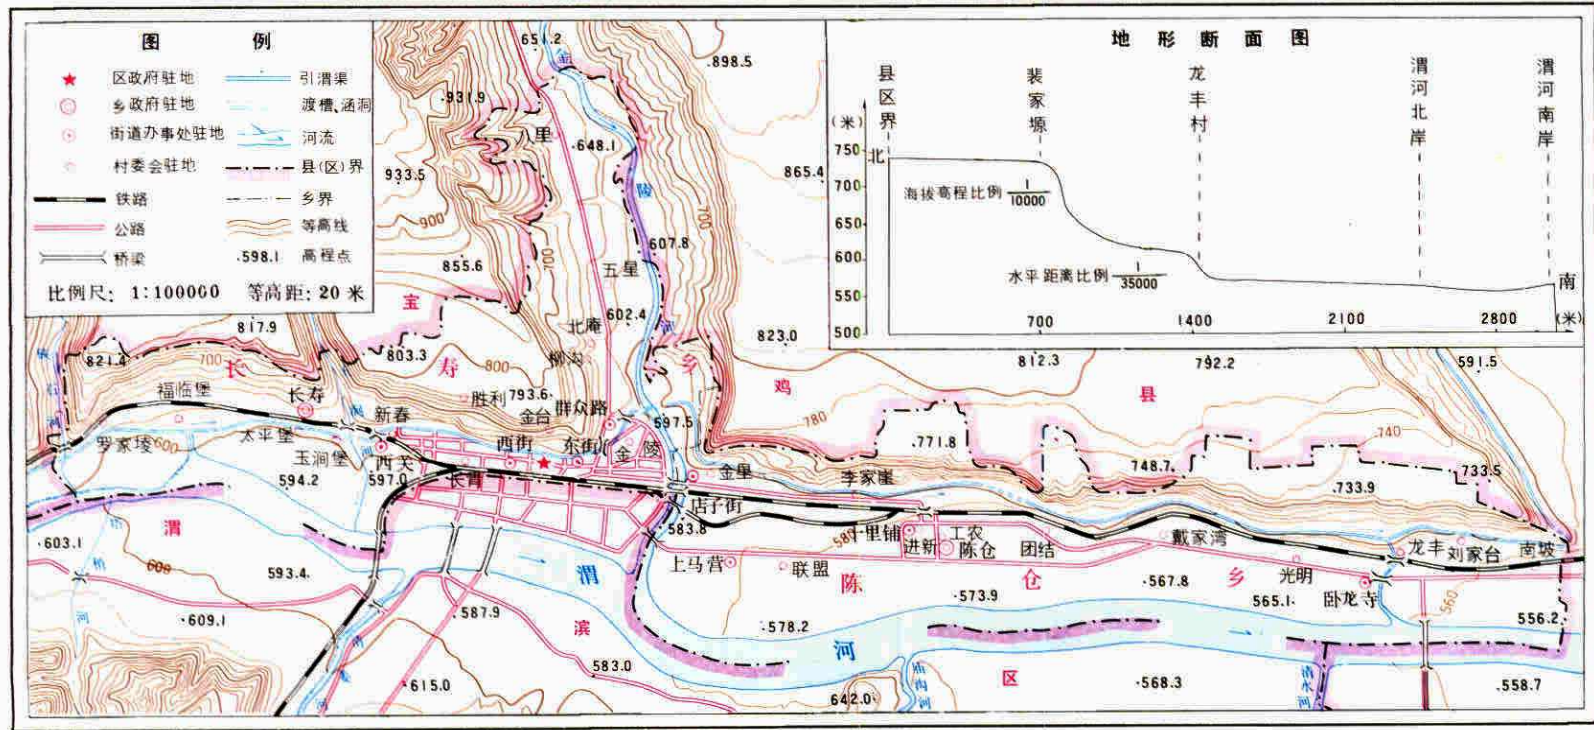 图 例
区政府驻地
引渭渠
乡政府驻地
渡槽、涵洞
街道办事处驻地
河流
村委会驻地
县(区)界
铁路
乡界
公路
等高线
桥梁
·598.1 高程点
比例尺: 1:100000 等高距: 20 米
地形断面图
县区界
裴家塬
龙丰村
渭河北岸
渭河南岸
(米)
750
700
650
600
550
500
北
南
海拔高程比例 1/10000
水平距离比例 1/35000
700
1400
2100
2800
(米)
651.2
金
898.5
931.9
八里
648.1
933.5
陵
865.4
900
700
700
607.8
855.6
五星
宝
602.4
817.9
北庵
河
823.0
821.4
700
长
803.3
寿
800
柳沟
乡
鸡
812.3
792.2
县
591.5
福临堡
长寿
胜利
793.6
金台
群众路
780
740
罗家堎
600
太平堡
新春
597.5
771.8
玉涧堡
西关
西街
东街
金陵
748.7
733.5
594.2
597.0
长青
金星
李家崖
733.9
渭
店子街
583.8
十里铺
工农
戴家湾
603.1
580
进新
陈仓
团结
龙丰
刘家台
南坡
600
593.4
上马营
联盟
渭
陈
仓
乡
567.8
光明
卧龙寺
565.1
560
609.1
587.9
滨
578.2
573.9
556.2
河
583.0
615.0
642.0
区
568.3
558.7